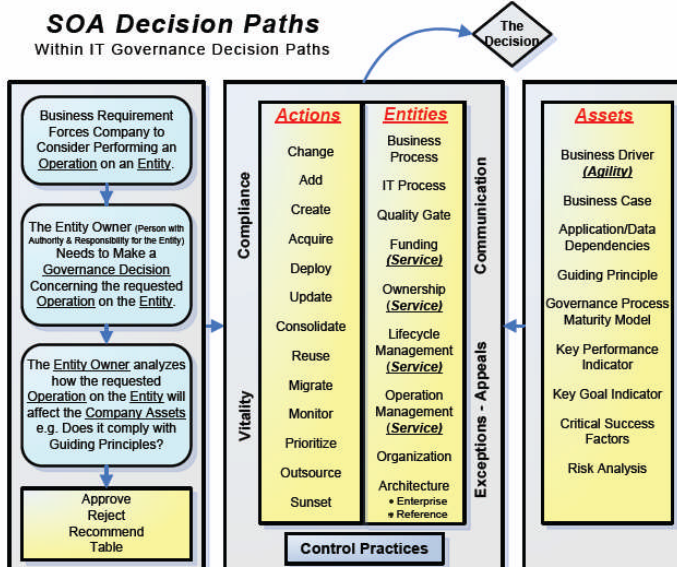 SOA Decision Paths
Within IT Governance Decision Paths
The
Decision
Business Requirement
Forces Company to
Consider Performing an
Operation on an Entity.
The Entity Owner (Person with
Authority & Responsibility for the Entity)
Needs to Make a
Governance Decision
Concerning the requested
Operation on the Entity.
The Entity Owner analyzes
how the requested
Operation on the Entity will
affect the Company Assets
e.g. Does it comply with
Guiding Principles?
Approve
Reject
Recommend
Table
Compliance
Vitality
Actions
Change
Add
Create
Acquire
Deploy
Update
Consolidate
Reuse
Migrate
Monitor
Prioritize
Outsource
Sunset
Entities
Business
Process
IT Process
Quality Gate
Funding
(Service)
Ownership
(Service)
Lifecycle
Management
(Service)
Operation
Management
(Service)
Organization
Architecture
• Enterprise
• Reference
Communication
Exceptions - Appeals
Control Practices
Assets
Business Driver
(Agility)
Business Case
Application/Data
Dependencies
Guiding Principle
Governance Process
Maturity Model
Key Performance
Indicator
Key Goal Indicator
Critical Success
Factors
Risk Analysis